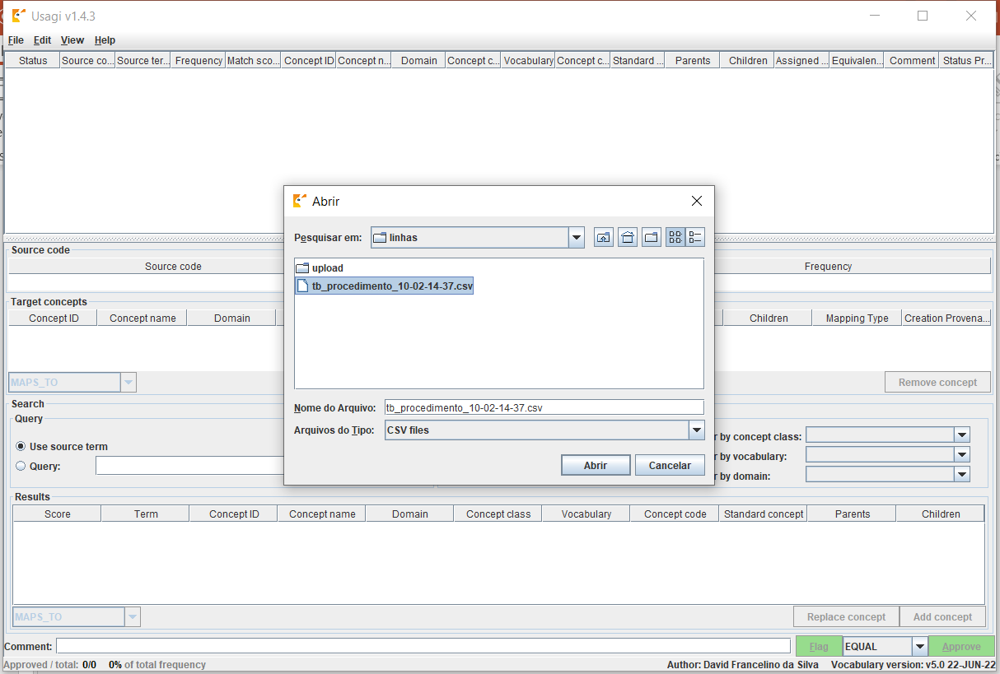 Usagi v1.4.3
File Edit View Help
Status Source co... Source ter... Frequency Match sco... Concept ID Concept n... Domain Concept c... Vocabulary Concept c... Standard ... Parents Children Assigned ... Equivalen... Comment Status Pr...
Abrir
Pesquisar em: linhas
upload
tb_procedimento_10-02-14-37.csv
Nome do Arquivo: tb_procedimento_10-02-14-37.csv
Arquivos do Tipo: CSV files
Abrir Cancelar
Source code
Source code Frequency
Target concepts
Concept ID Concept name Domain Children Mapping Type Creation Provena...
MAPS_TO Remove concept
Search
Query
Use source term
Query:
r by concept class:
r by vocabulary:
r by domain:
Results
Score Term Concept ID Concept name Domain Concept class Vocabulary Concept code Standard concept Parents Children
MAPS_TO Replace concept Add concept
Comment: Flag EQUAL Approve
Approved / total: 0/0 0% of total frequency Author: David Francelino da Silva Vocabulary version: v5.0 22-JUN-22